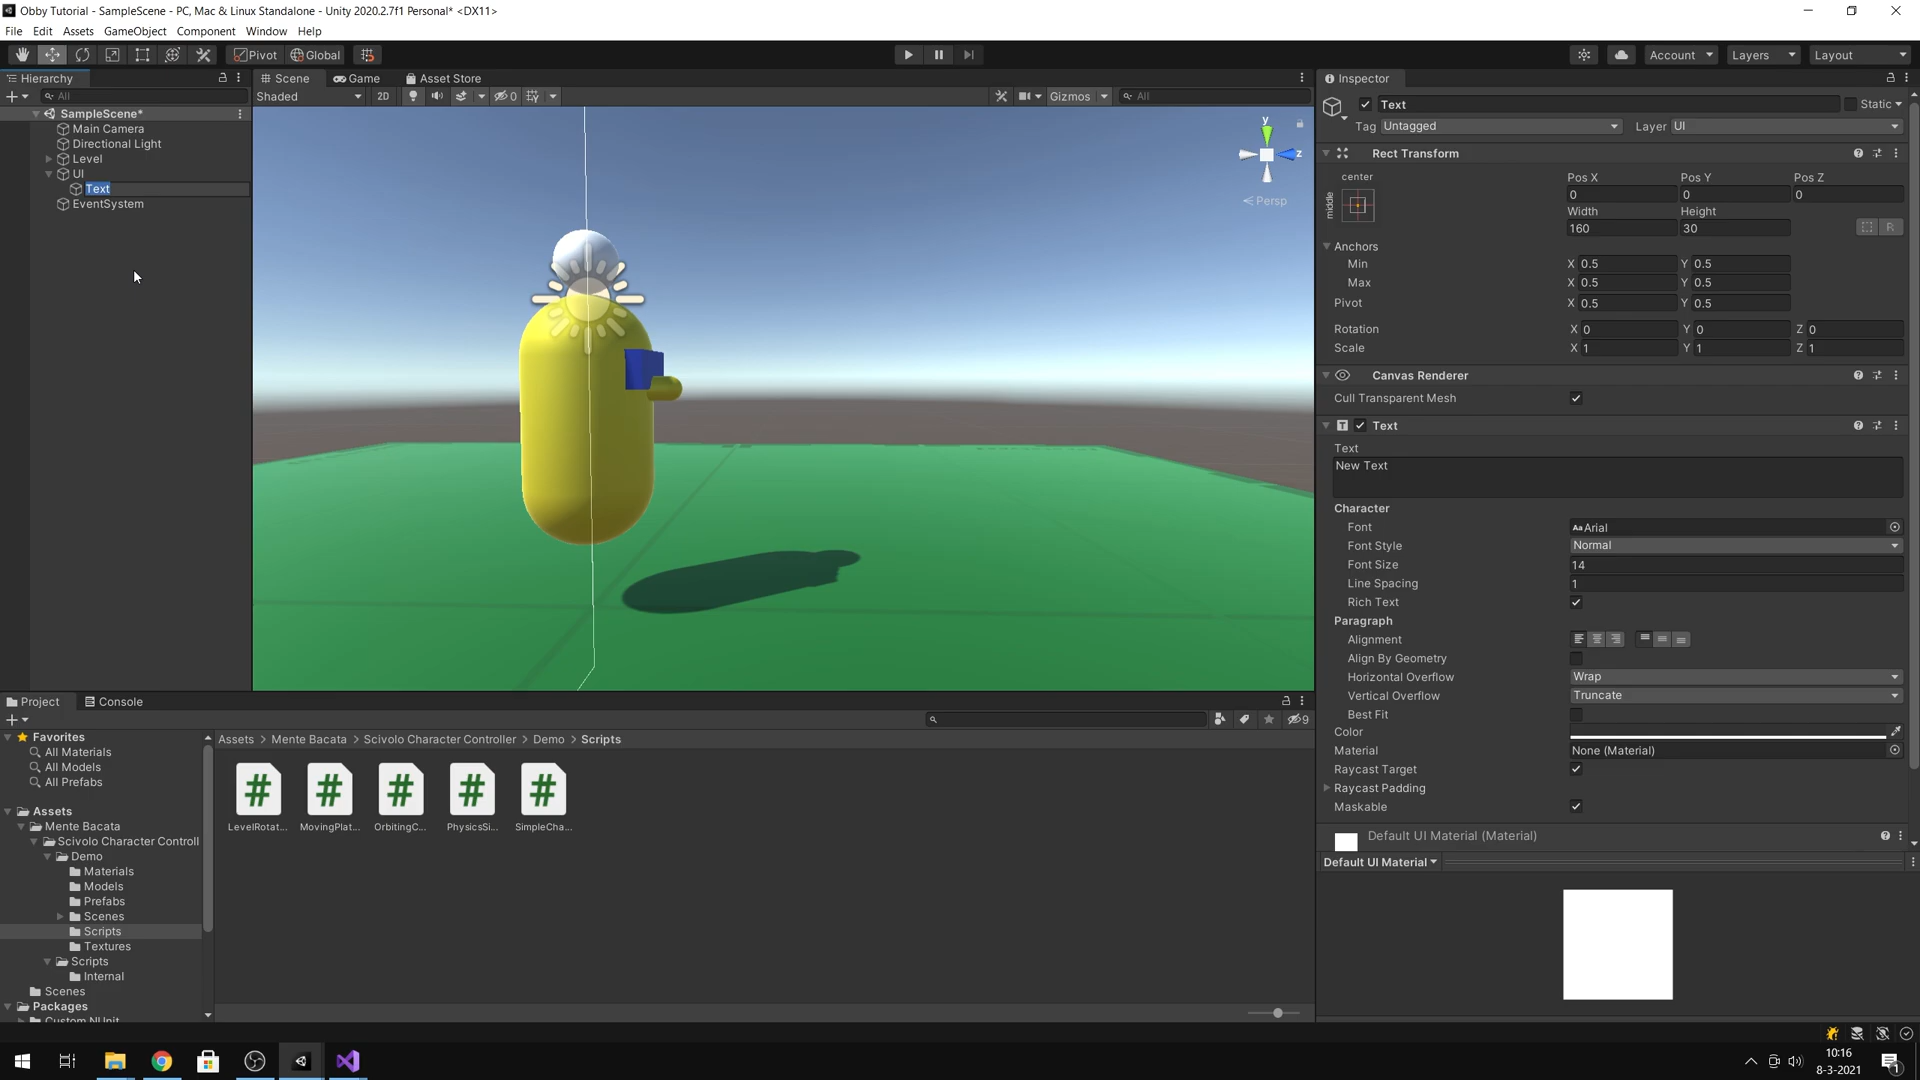 Obby Tutorial - SampleScene - PC, Mac & Linux Standalone - Unity 2020.2.7f1 Personal* <DX11>
File Edit Assets GameObject Component Window Help
Pivot Global
Account Layers Layout
Hierarchy
All
SampleScene*
Main Camera
Directional Light
Level
UI
Text
EventSystem
Scene Game Asset Store
Shaded 2D 0 Gizmos All
y
z
Persp
Inspector
Text Static
Tag Untagged Layer UI
Rect Transform
center
middle
Pos X Pos Y Pos Z
0 0 0
Width Height
160 30 R
Anchors
Min X 0.5 Y 0.5
Max X 0.5 Y 0.5
Pivot X 0.5 Y 0.5
Rotation X 0 Y 0 Z 0
Scale X 1 Y 1 Z 1
Canvas Renderer
Cull Transparent Mesh
T Text
Text
New Text
Character
Font Aa Arial
Font Style Normal
Font Size 14
Line Spacing 1
Rich Text
Paragraph
Alignment
Align By Geometry
Horizontal Overflow Wrap
Vertical Overflow Truncate
Best Fit
Color
Material None (Material)
Raycast Target
Raycast Padding
Maskable
Default UI Material (Material)
Default UI Material
Project Console
9
Favorites
All Materials
All Models
All Prefabs
Assets
Mente Bacata
Scivolo Character Controll
Demo
Materials
Models
Prefabs
Scenes
Scripts
Textures
Scripts
Internal
Scenes
Packages
Custom NUnit
Assets > Mente Bacata > Scivolo Character Controller > Demo > Scripts
# # # # #
LevelRotat... MovingPlat... OrbitingC... PhysicsSi... SimpleCha...
10:16
8-3-2021
1